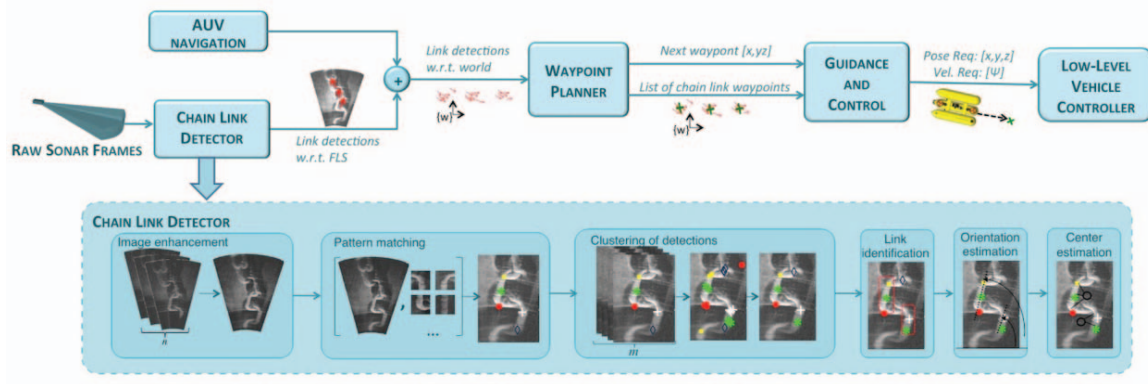 AUV
NAVIGATION
+
Link detections
w.r.t. world
{w}
WAYPOINT
PLANNER
Next waypoint [x,yz]
List of chain link waypoints
{w}
GUIDANCE
AND
CONTROL
Pose Req: [x,y,z]
Vel. Req: [Ψ]
x
LOW-LEVEL
VEHICLE
CONTROLLER
RAW SONAR FRAMES
CHAIN LINK
DETECTOR
Link detections
w.r.t. FLS
CHAIN LINK DETECTOR
Image enhancement
n
Pattern matching
,
...
Clustering of detections
m
Link
identification
Orientation
estimation
Center
estimation